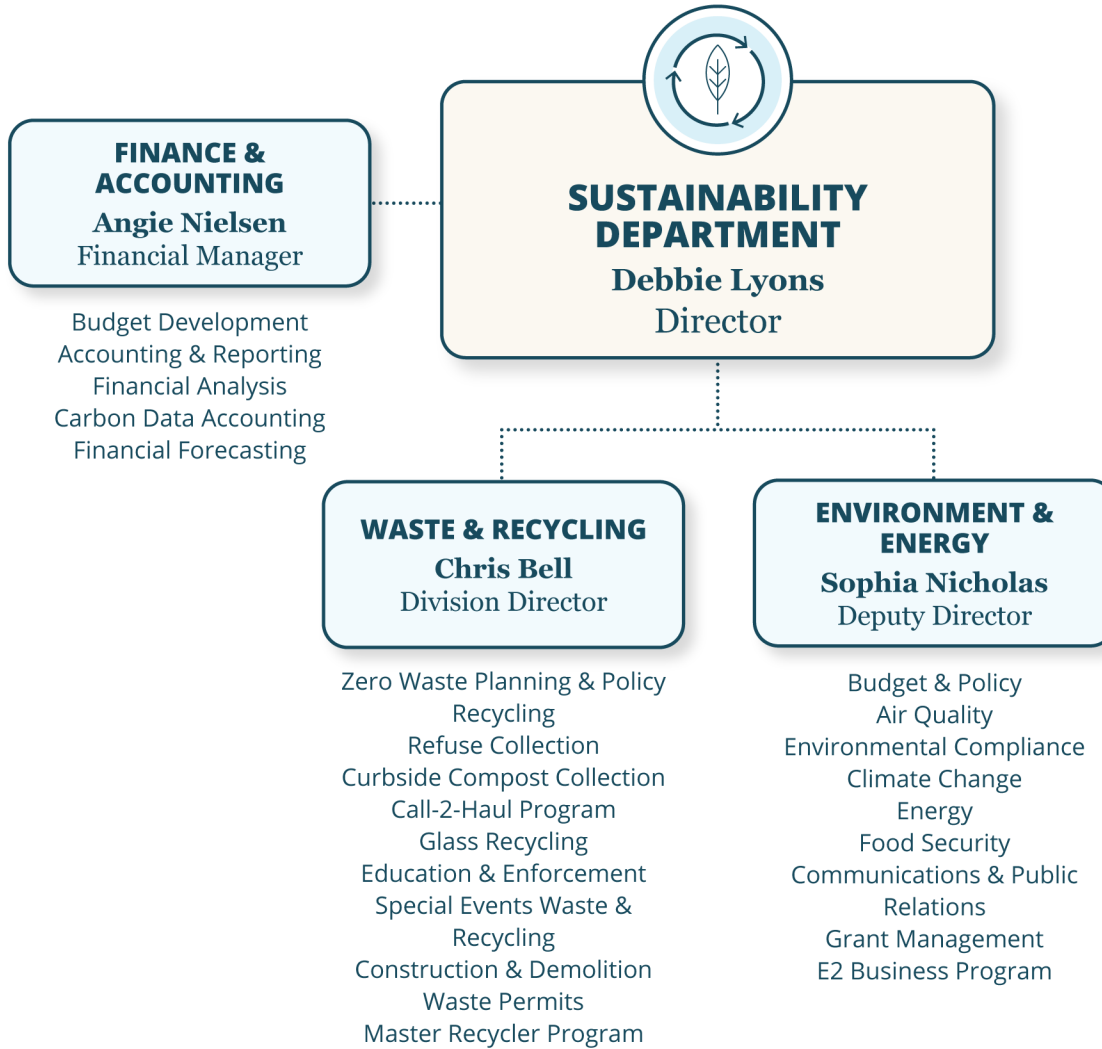 SUSTAINABILITY
DEPARTMENT
Debbie Lyons
Director
FINANCE &
ACCOUNTING
Angie Nielsen
Financial Manager
Budget Development
Accounting & Reporting
Financial Analysis
Carbon Data Accounting
Financial Forecasting
WASTE & RECYCLING
Chris Bell
Division Director
Zero Waste Planning & Policy
Recycling
Refuse Collection
Curbside Compost Collection
Call-2-Haul Program
Glass Recycling
Education & Enforcement
Special Events Waste &
Recycling
Construction & Demolition
Waste Permits
Master Recycler Program
ENVIRONMENT &
ENERGY
Sophia Nicholas
Deputy Director
Budget & Policy
Air Quality
Environmental Compliance
Climate Change
Energy
Food Security
Communications & Public
Relations
Grant Management
E2 Business Program